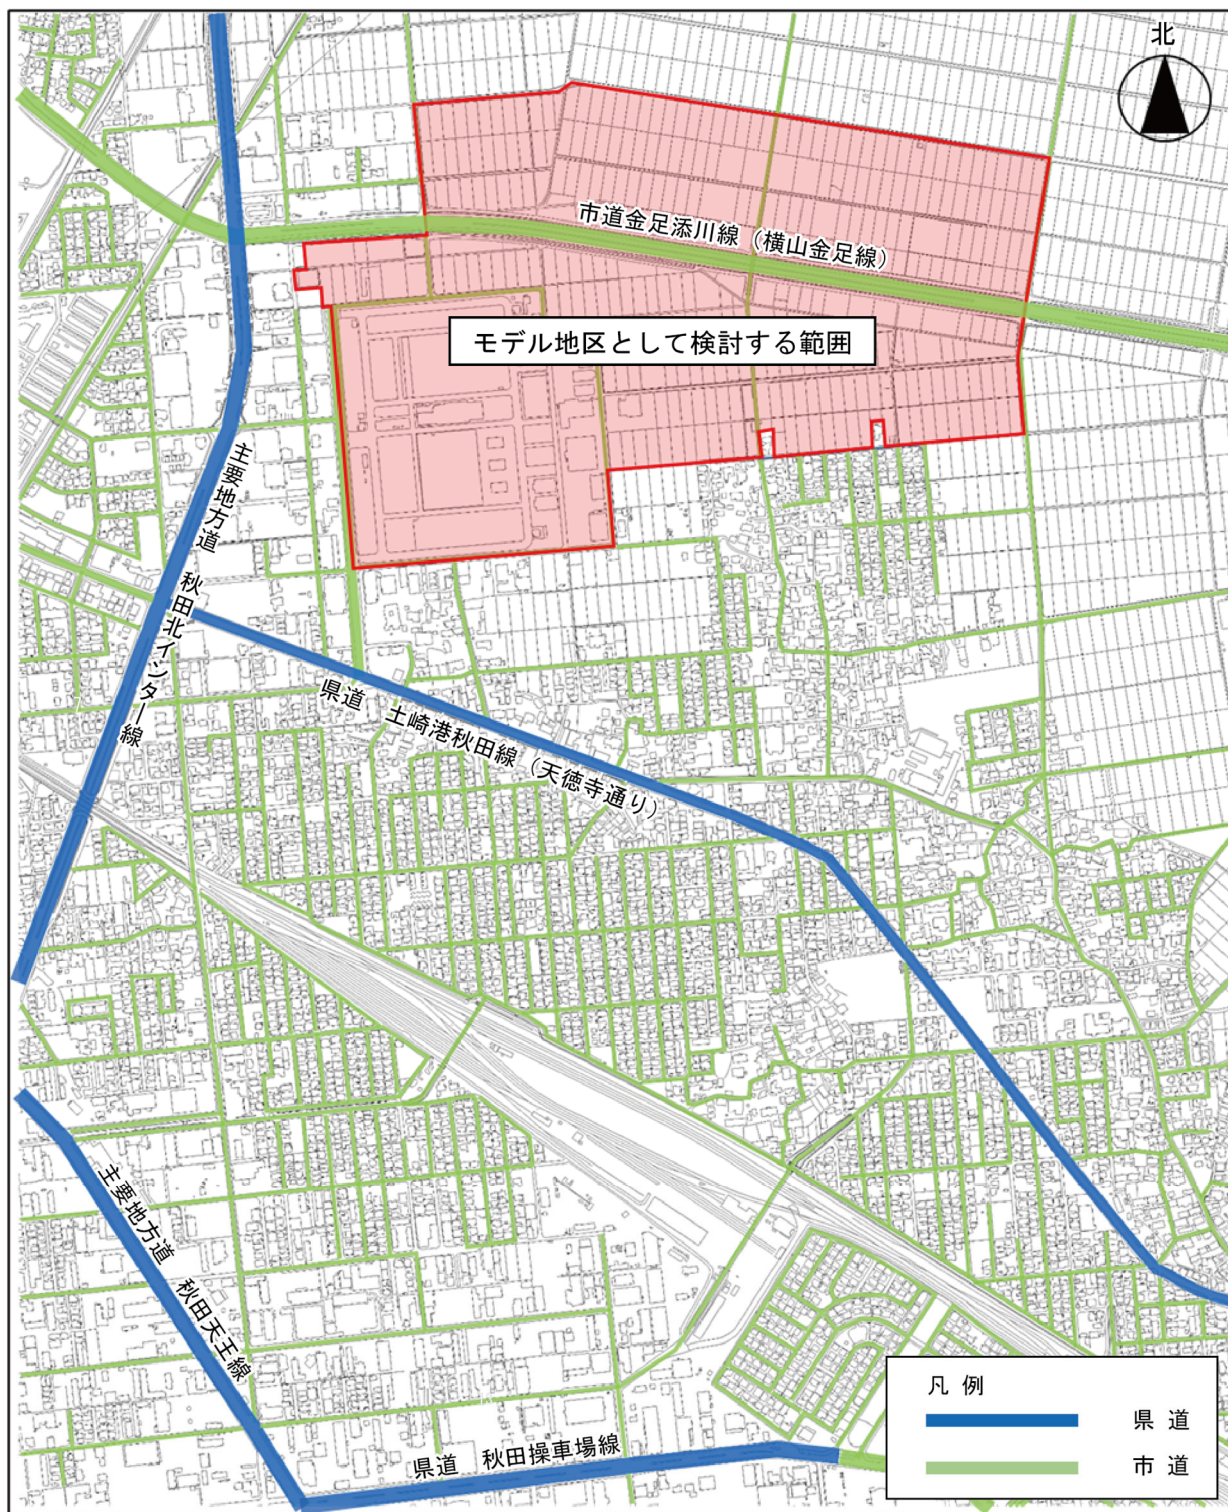 北
市道金足添川線（横山金足線）
モデル地区として検討する範囲
主要地方道　秋田北インター線
県道　土崎港秋田線（天徳寺通り）
主要地方道　秋田天王線
県道　秋田操車場線
凡 例
県 道
市 道